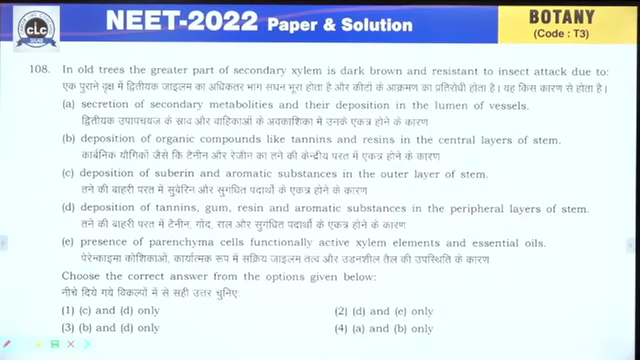 CLC
SIKAR
NEET-2022 Paper & Solution
BOTANY
(Code : T3)
108. In old trees the greater part of secondary xylem is dark brown and resistant to insect attack due to:
एक पुराने वृक्ष में द्वितीयक जाइलम का अधिकतर भाग सघन भूरा होता है और कीटों के आक्रमण का प्रतिरोधी होता है। यह किस कारण से होता है।
(a) secretion of secondary metabolities and their deposition in the lumen of vessels.
द्वितीयक उपापचयज के स्राव और वाहिकाओं के अवकाशिका में उनके एकत्र होने के कारण
(b) deposition of organic compounds like tannins and resins in the central layers of stem.
कार्बनिक यौगिकों जैसे कि टैनीन और रेजीन का तने की केन्द्रीय परत में एकत्र होने के कारण
(c) deposition of suberin and aromatic substances in the outer layer of stem.
तने की बाहरी परत में सुबेरिन और सुगंधित पदार्थों के एकत्र होने के कारण
(d) deposition of tannins, gum, resin and aromatic substances in the peripheral layers of stem.
तने की बाहरी परत में टैनीन, गोंद, राल और सुगंधित पदार्थों के एकत्र होने के कारण
(e) presence of parenchyma cells functionally active xylem elements and essential oils.
पेरेन्काइमा कोशिकाओं, कार्यात्मक रूप में सक्रिय जाइलम तत्व और उडनशील तैल की उपस्थिति के कारण
Choose the correct answer from the options given below:
नीचे दिये गये विकल्पों में से सही उत्तर चुनिए:
(1) (c) and (d) only (2) (d) and (e) only
(3) (b) and (d) only (4) (a) and (b) only